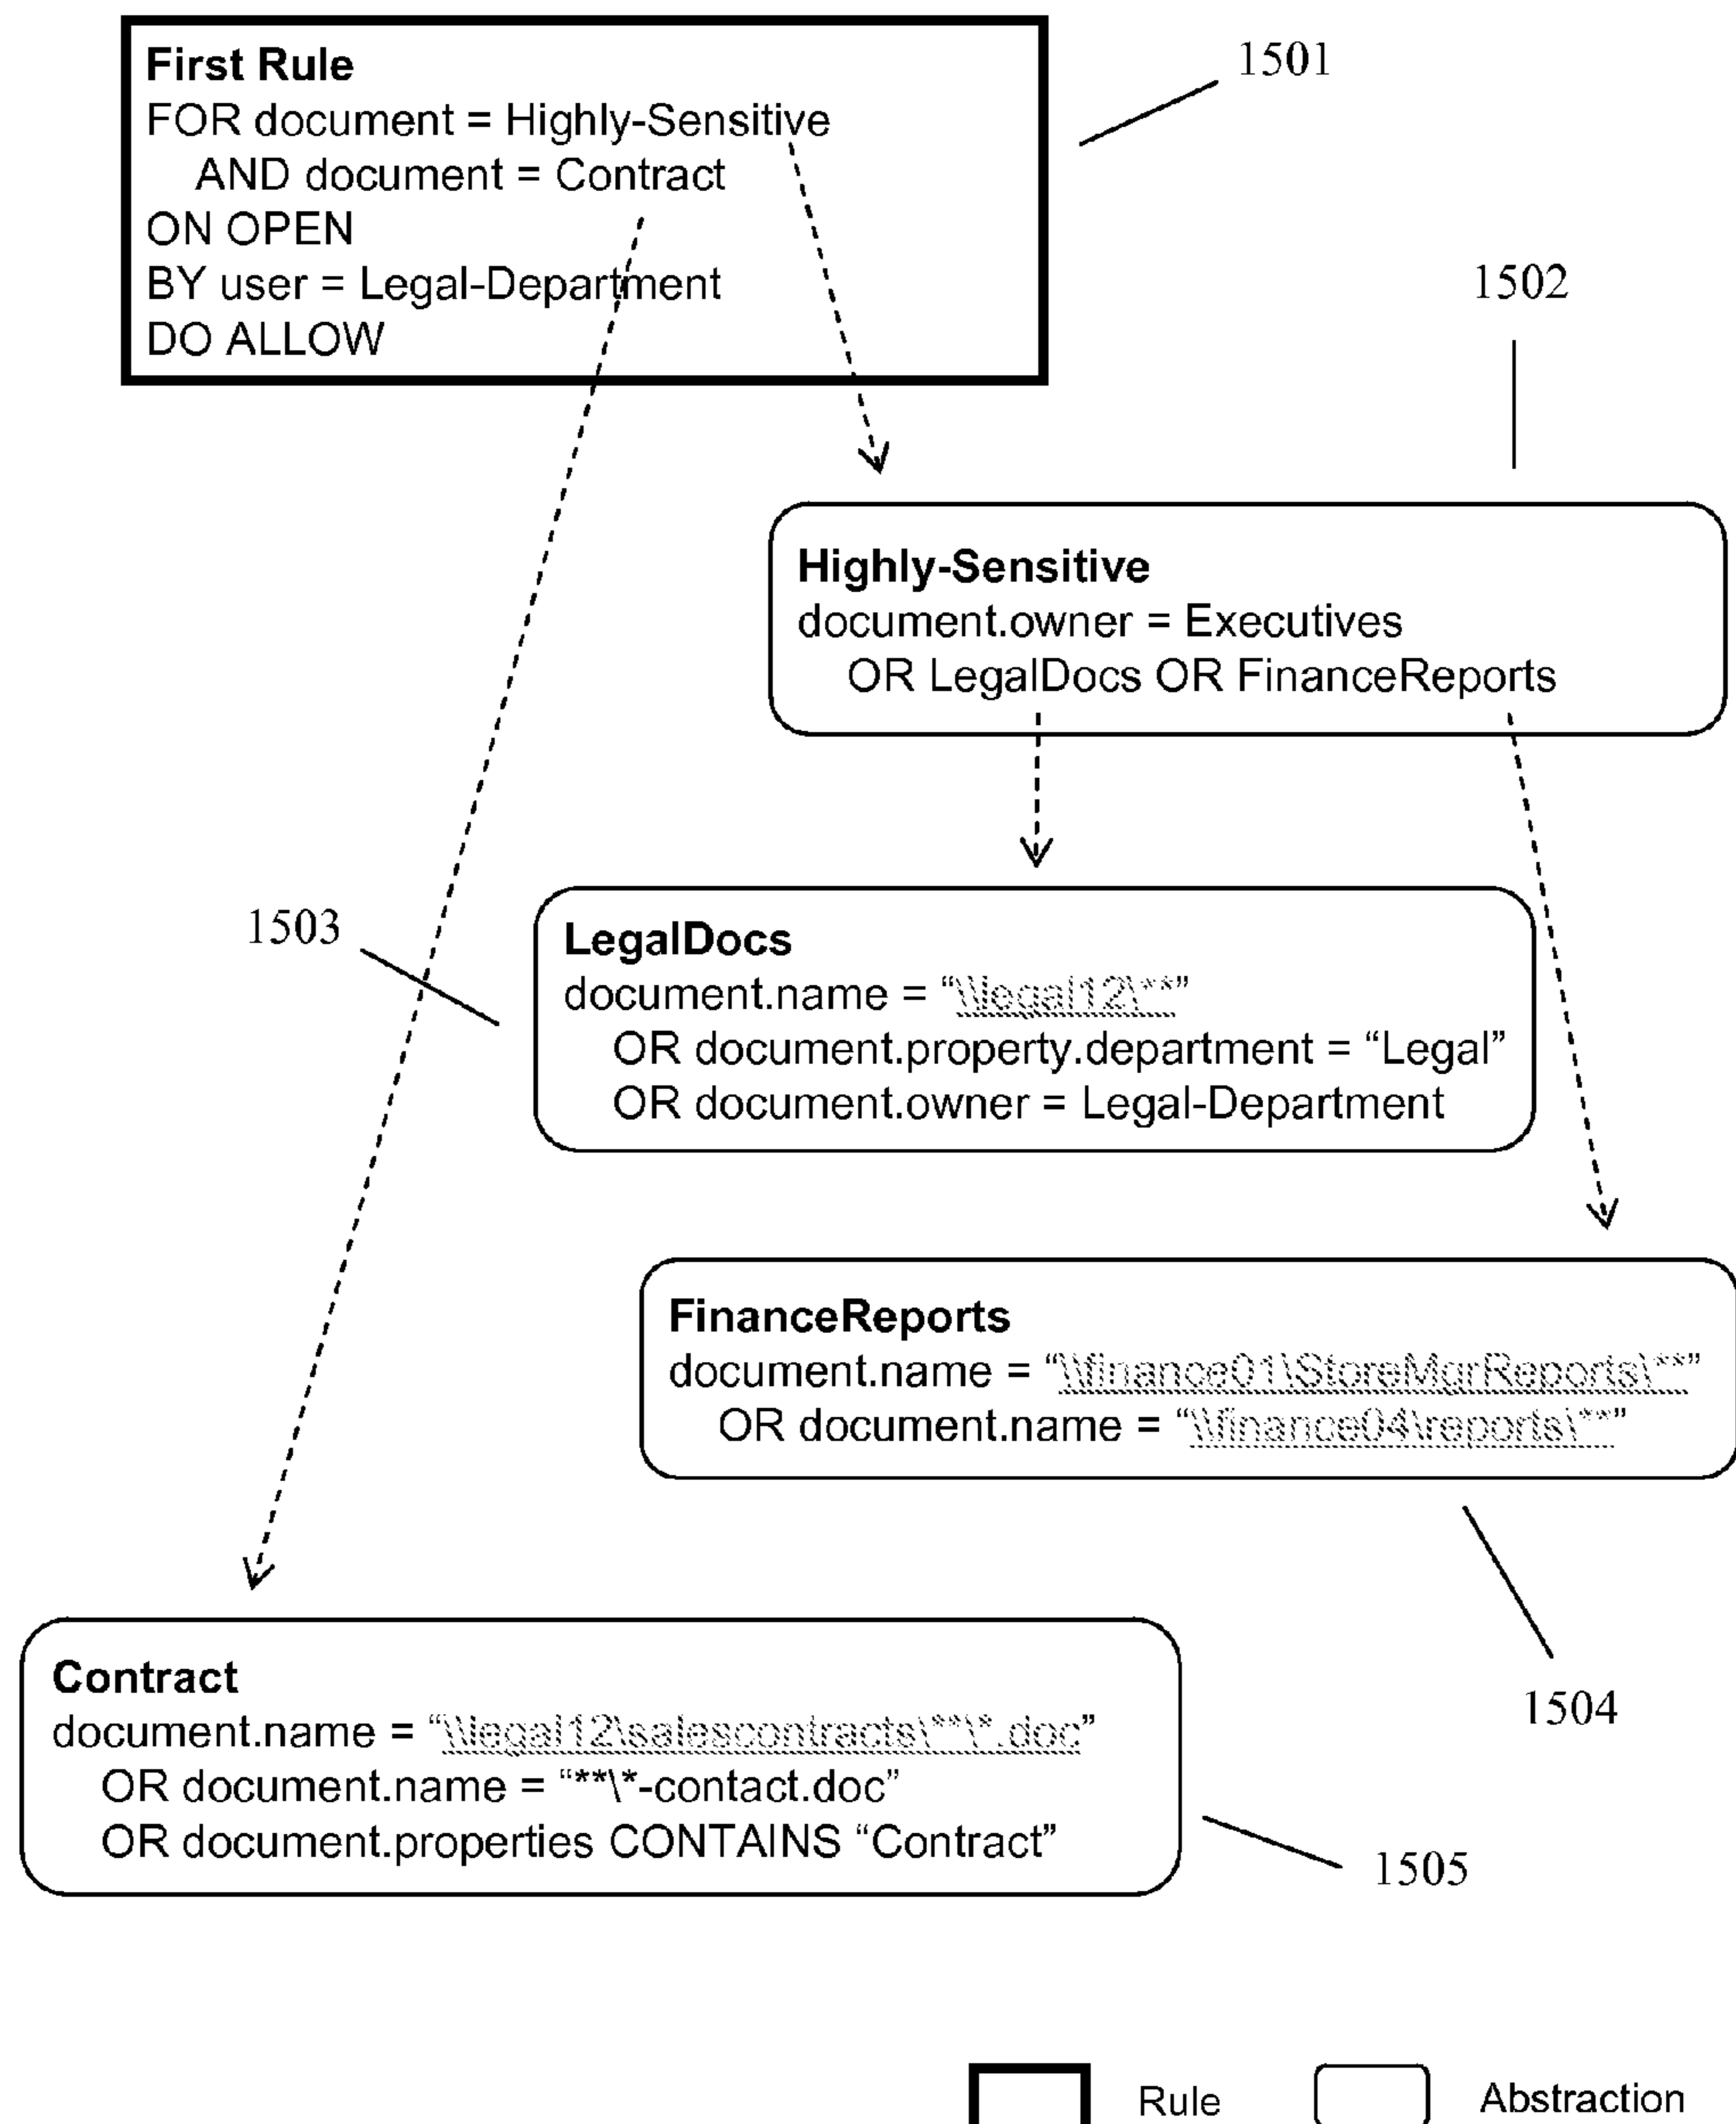 First Rule
FOR document = Highly-Sensitive
AND document = Contract
ON OPEN
BY user = Legal-Department
DO ALLOW
1501
1502
Highly-Sensitive
document.owner = Executives
OR LegalDocs OR FinanceReports
1503
LegalDocs
document.name = “\\legal12\**”
OR document.property.department = “Legal”
OR document.owner = Legal-Department
FinanceReports
document.name = “\\finance01\StoreMgrReports\**”
OR document.name = “\\finance04\reports\**”
1504
Contract
document.name = “\\legal12\salescontracts\**\*.doc”
OR document.name = “**\*-contact.doc”
OR document.properties CONTAINS “Contract”
1505
Rule
Abstraction